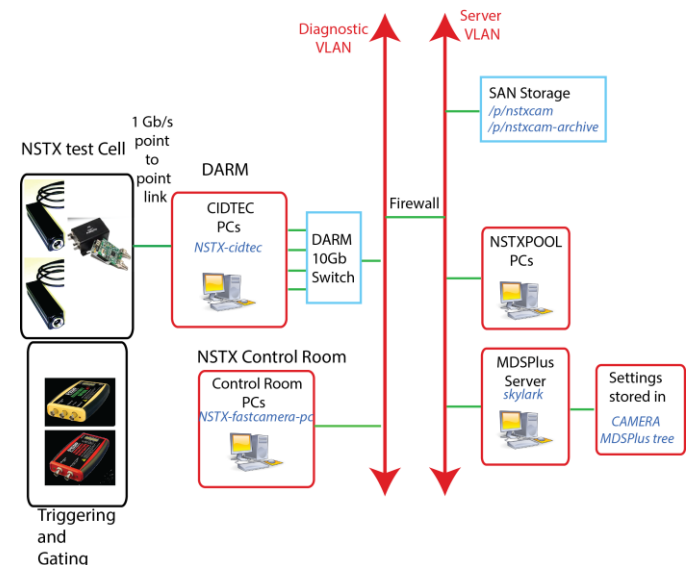 Diagnostic
VLAN
Server
VLAN
SAN Storage
/p/nstxcam
/p/nstxcam-archive
1 Gb/s
point
to
point
link
NSTX test Cell
DARM
CIDTEC
PCs
NSTX-cidtec
DARM
10Gb
Switch
Firewall
NSTXPOOL
PCs
NSTX Control Room
Control Room
PCs
NSTX-fastcamera-pc
MDSPlus
Server
skylark
Settings
stored in
CAMERA
MDSPlus tree
Triggering
and
Gating